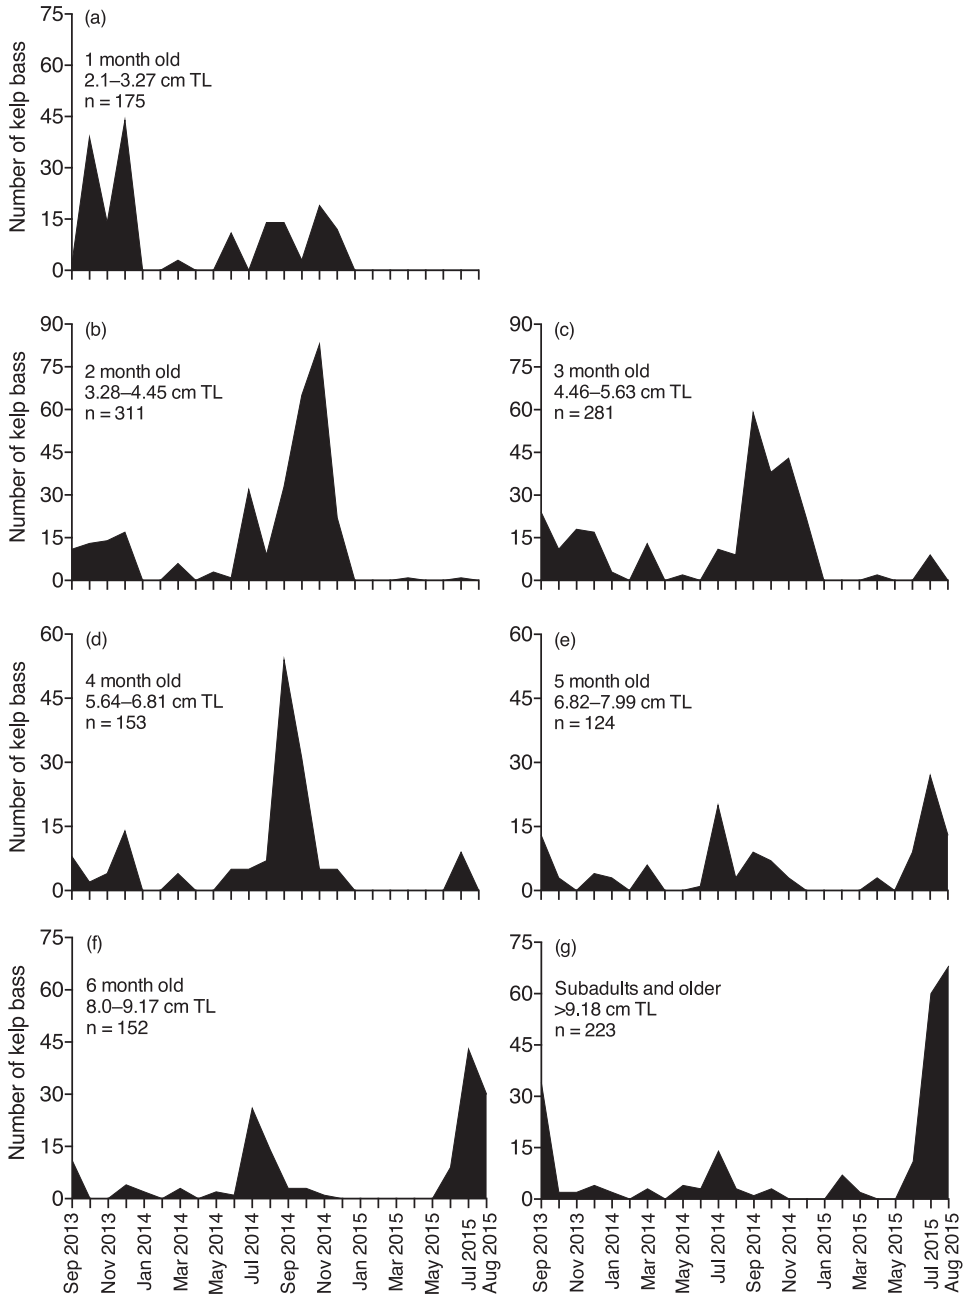 (a)
1 month old
2.1–3.27 cm TL
n = 175
Number of kelp bass
75
60
45
30
15
0
(b)
2 month old
3.28–4.45 cm TL
n = 311
Number of kelp bass
90
75
60
45
30
15
0
(c)
3 month old
4.46–5.63 cm TL
n = 281
90
75
60
45
30
15
0
(d)
4 month old
5.64–6.81 cm TL
n = 153
Number of kelp bass
60
45
30
15
0
(e)
5 month old
6.82–7.99 cm TL
n = 124
60
45
30
15
0
(f)
6 month old
8.0–9.17 cm TL
n = 152
Number of kelp bass
75
60
45
30
15
0
Sep 2013
Nov 2013
Jan 2014
Mar 2014
May 2014
Jul 2014
Sep 2014
Nov 2014
Jan 2015
Mar 2015
May 2015
Jul 2015
Aug 2015
(g)
Subadults and older
>9.18 cm TL
n = 223
75
60
45
30
15
0
Sep 2013
Nov 2013
Jan 2014
Mar 2014
May 2014
Jul 2014
Sep 2014
Nov 2014
Jan 2015
Mar 2015
May 2015
Jul 2015
Aug 2015